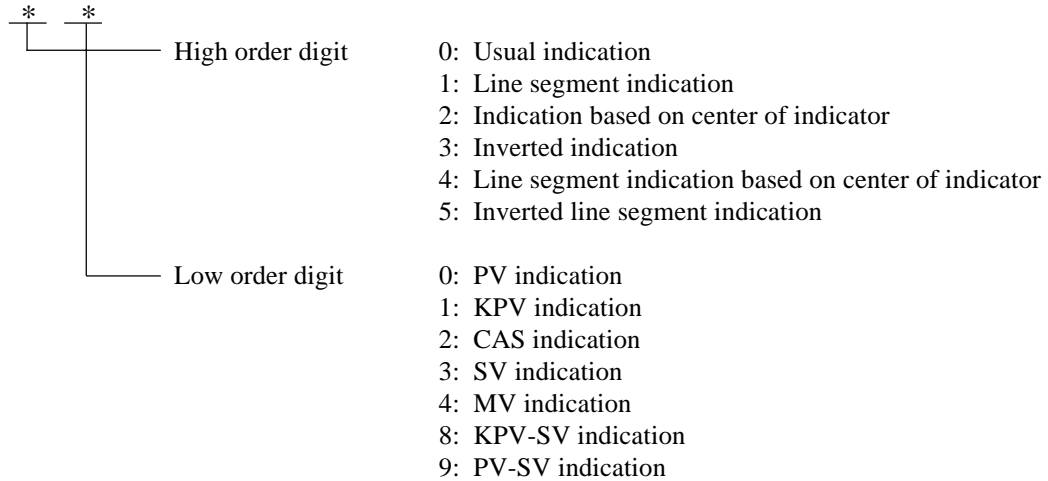 * *
High order digit 0: Usual indication
1: Line segment indication
2: Indication based on center of indicator
3: Inverted indication
4: Line segment indication based on center of indicator
5: Inverted line segment indication
Low order digit 0: PV indication
1: KPV indication
2: CAS indication
3: SV indication
4: MV indication
8: KPV-SV indication
9: PV-SV indication